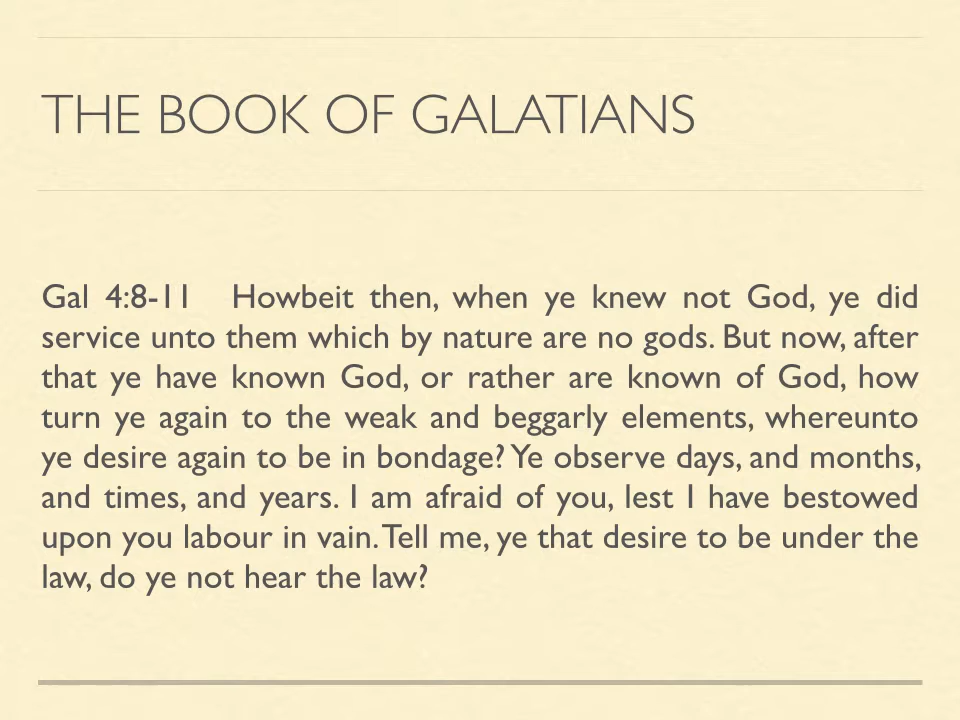 THE BOOK OF GALATIANS
Gal 4:8-11 Howbeit then, when ye knew not God, ye did
service unto them which by nature are no gods. But now, after
that ye have known God, or rather are known of God, how
turn ye again to the weak and beggarly elements, whereunto
ye desire again to be in bondage? Ye observe days, and months,
and times, and years. I am afraid of you, lest I have bestowed
upon you labour in vain. Tell me, ye that desire to be under the
law, do ye not hear the law?